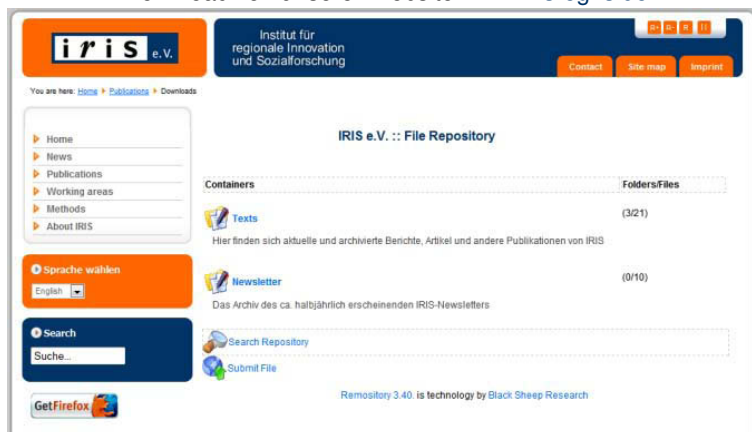 iris e.V.
Institut für
regionale Innovation
und Sozialforschung
A+ A- R
Contact Site map Imprint
You are here: Home Publications Downloads
Home
News
Publications
Working areas
Methods
About IRIS
IRIS e.V. :: File Repository
Containers Folders/Files
Texts (3/21)
Hier finden sich aktuelle und archivierte Berichte, Artikel und andere Publikationen von IRIS
Newsletter (0/10)
Das Archiv des ca. halbjährlich erscheinenden IRIS-Newsletters
Sprache wählen
English
Search
Suche...
Search Repository
Submit File
Remository 3.40. is technology by Black Sheep Research
GetFirefox